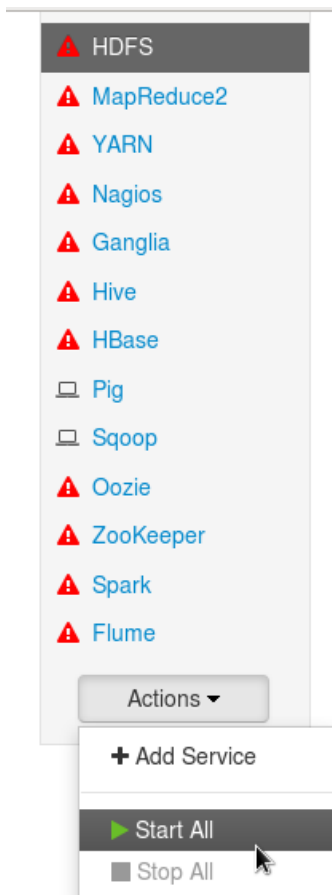 HDFS
MapReduce2
YARN
Nagios
Ganglia
Hive
HBase
Pig
Sqoop
Oozie
ZooKeeper
Spark
Flume
Actions
Add Service
Start All
Stop All